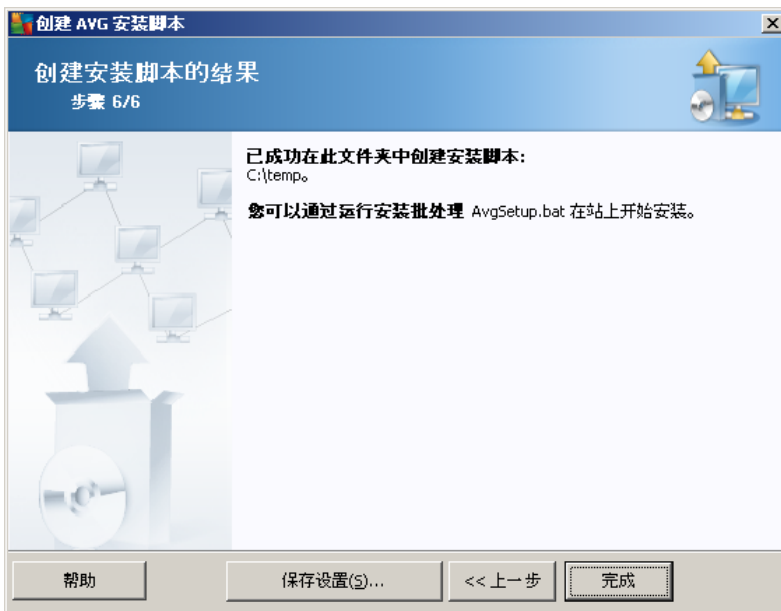 创建 AVG 安装脚本
创建安装脚本的结果
步骤 6/6
已成功在此文件夹中创建安装脚本:
C:\temp。
您可以通过运行安装批处理 AvgSetup.bat 在站上开始安装。
帮助
保存设置(S)...
<< 上一步
完成